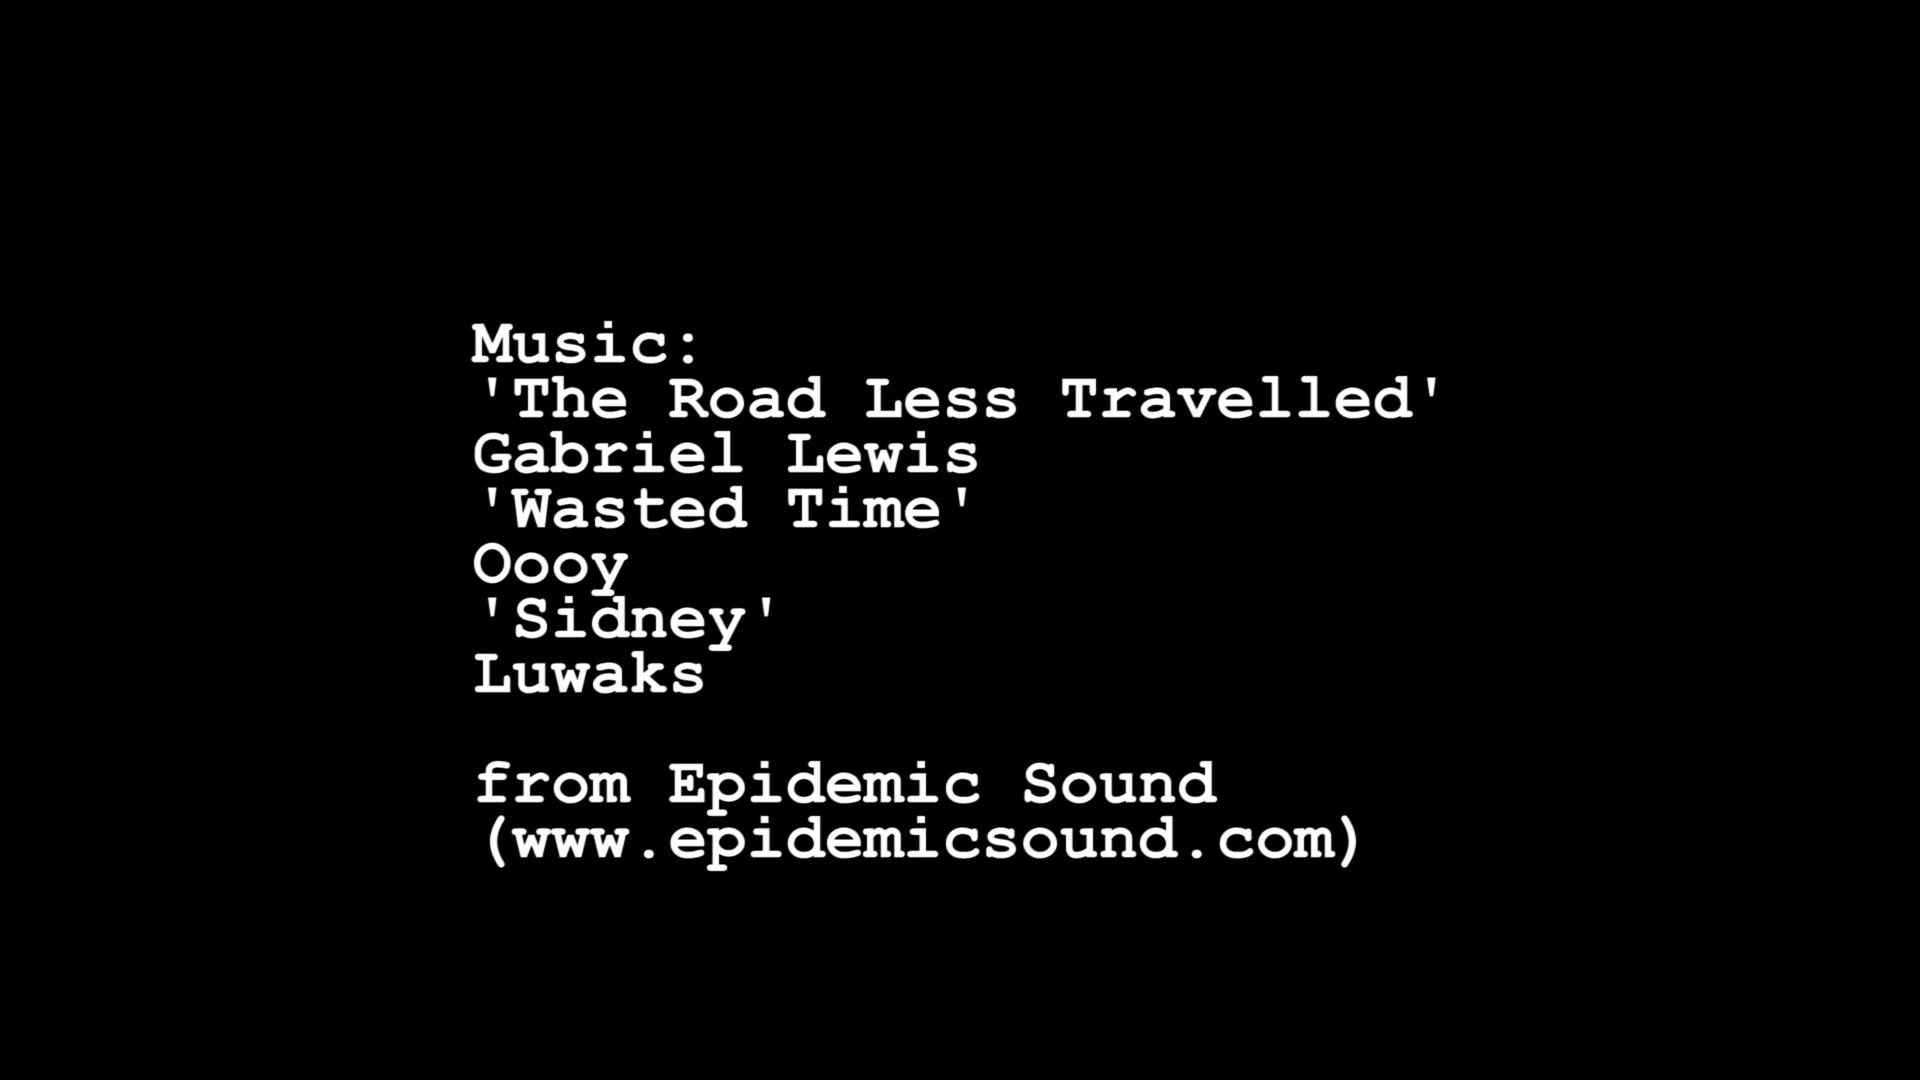 Music:
'The Road Less Travelled'
Gabriel Lewis
'Wasted Time'
Oooy
'Sidney'
Luwaks
from Epidemic Sound
(www.epidemicsound.com)